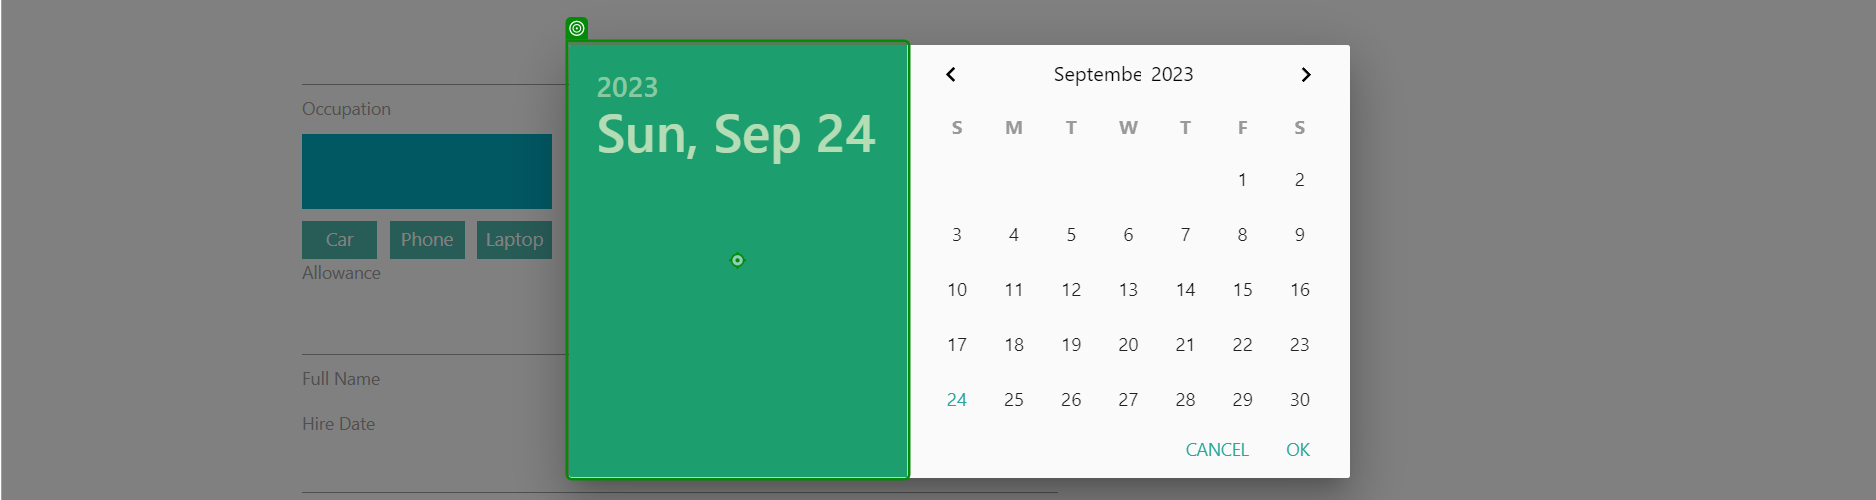 Occupation
Car Phone Laptop
Allowance
Full Name
Hire Date
2023
Sun, Sep 24
Septembe 2023
S M T W T F S
1 2
3 4 5 6 7 8 9
10 11 12 13 14 15 16
17 18 19 20 21 22 23
24 25 26 27 28 29 30
CANCEL OK